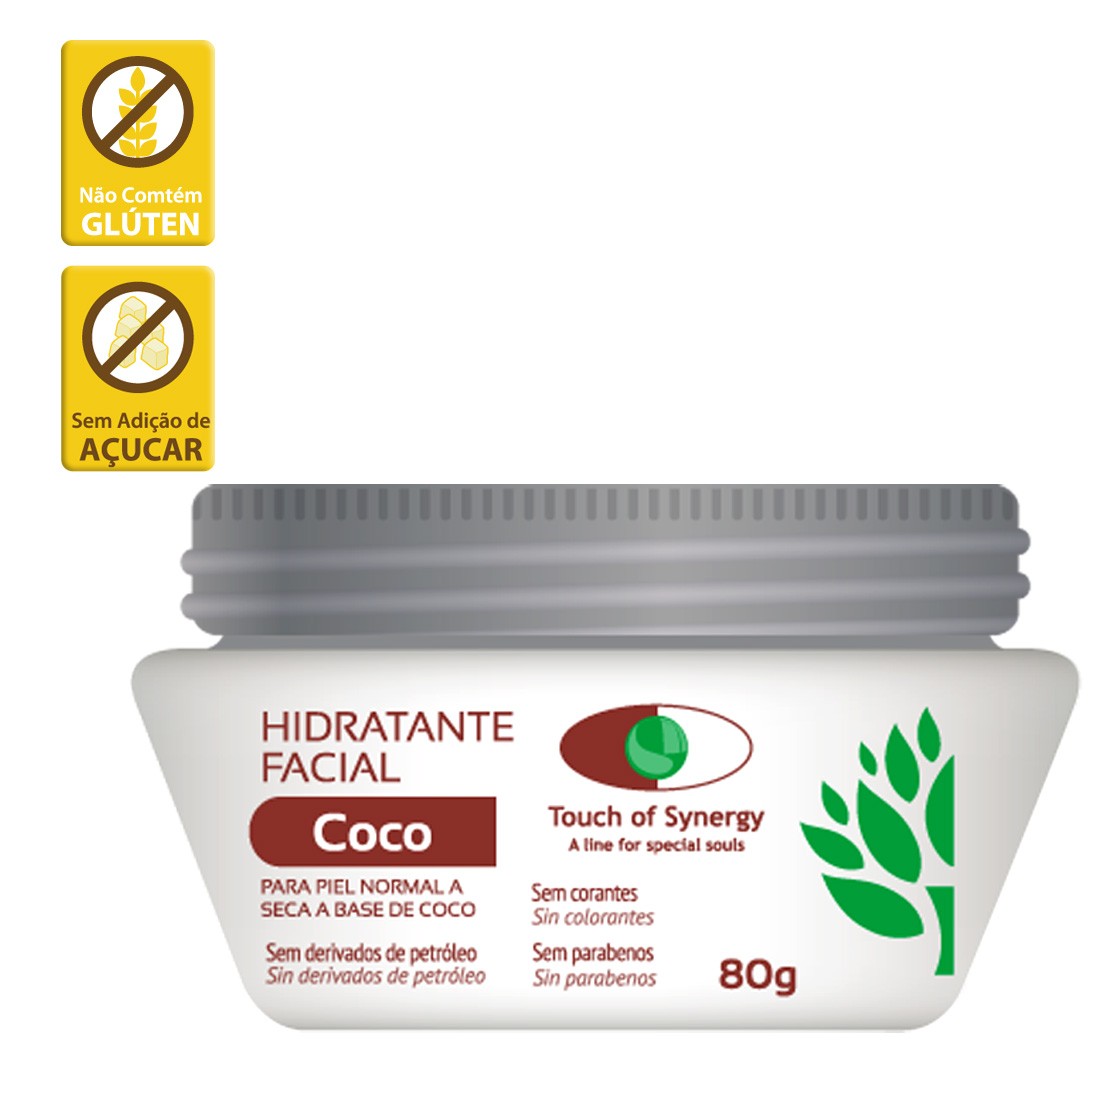 Não Comtém
GLÚTEN
Sem Adição de
AÇUCAR
HIDRATANTE
FACIAL
Coco
PARA PIEL NORMAL A
SECA A BASE DE COCO
Sem derivados de petróleo
Sin derivados de petróleo
Touch of Synergy
A line for special souls
Sem corantes
Sin colorantes
Sem parabenos
Sin parabenos
80g